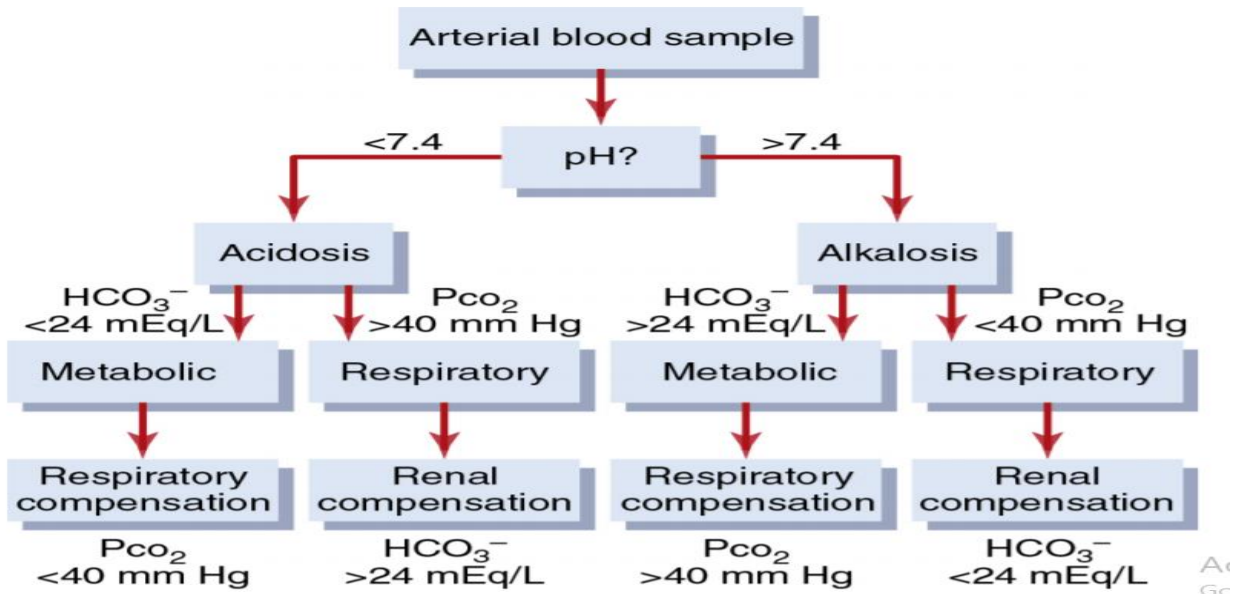 Arterial blood sample
<7.4
pH?
>7.4
Acidosis
Alkalosis
HCO₃⁻
<24 mEq/L
Pco₂
>40 mm Hg
HCO₃⁻
>24 mEq/L
Pco₂
<40 mm Hg
Metabolic
Respiratory
Metabolic
Respiratory
Respiratory
compensation
Renal
compensation
Respiratory
compensation
Renal
compensation
Pco₂
<40 mm Hg
HCO₃⁻
>24 mEq/L
Pco₂
>40 mm Hg
HCO₃⁻
<24 mEq/L